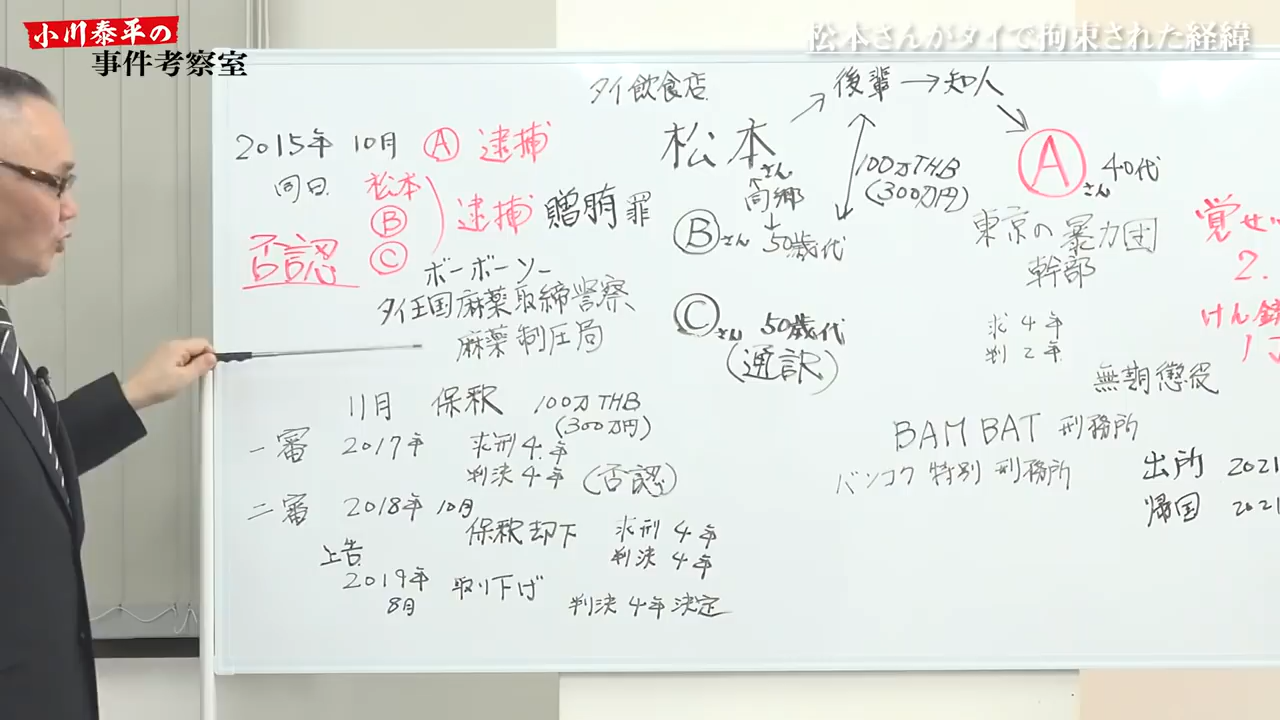 小川泰平の
事件考察室
松本さんがタイで拘束された経緯
タイ飲食店
松本さん → 後輩 → 知人
Aさん 40代
100万THB
(300万円)
同郷
Bさん 50歳代
Cさん 50歳代
(通訳)
東京の暴力団
幹部
求4年
判2年
無期懲役
覚せ
2.
けん銃
1丁
BAMBAT 刑務所
バンコク特別刑務所
出所 2021
帰国 2021
2015年 10月 A 逮捕
同日 松本
B
C
逮捕 贈賄罪
否認
ボーボーソー
タイ王国麻薬取締警察
麻薬制圧局
11月 保釈 100万THB
(300万円)
一審 2017年 求刑4年
判決4年 (否認)
二審 2018年 10月
保釈却下 求刑4年
判決4年
上告
2019年 取り下げ
8月 判決4年決定